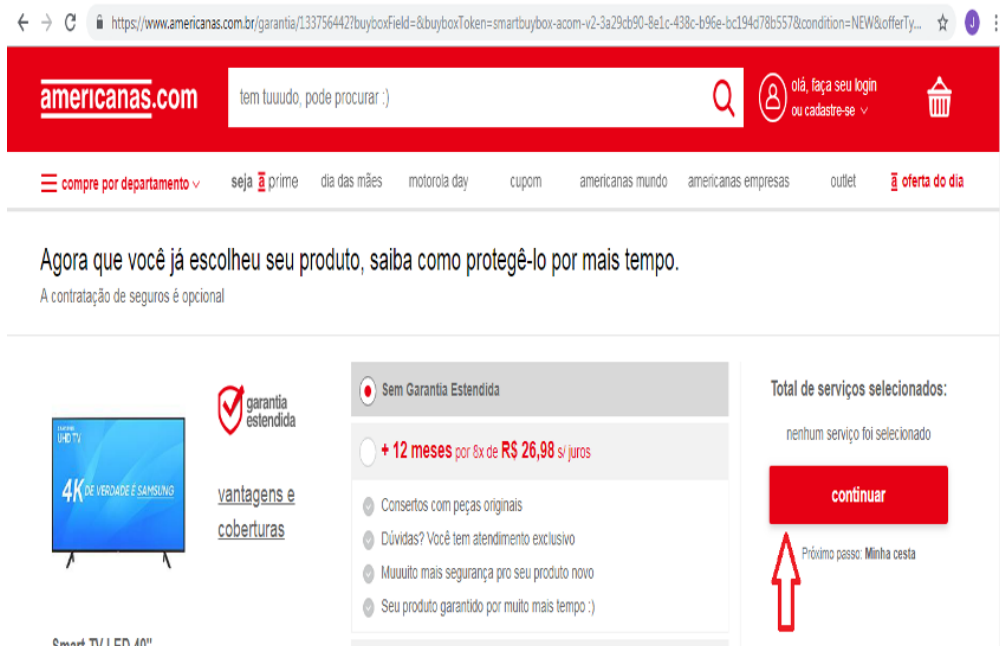 https://www.americanas.com.br/garantia/133756442?buyboxField=&buyboxToken=smartbuybox-acom-v2-3a29cb90-8e1c-438c-b96e-bc194d78b557&condition=NEW&offerTy...
J
americanas.com
tem tuuudo, pode procurar :)
olá, faça seu login
ou cadastre-se
compre por departamento
seja a prime
dia das mães
motorola day
cupom
americanas mundo
americanas empresas
outlet
a oferta do dia
Agora que você já escolheu seu produto, saiba como protegê-lo por mais tempo.
A contratação de seguros é opcional
UHD TV
4K DE VERDADE É SAMSUNG
Smart TV LED 49"
garantia
estendida
vantagens e
coberturas
Sem Garantia Estendida
+ 12 meses por 8x de R$ 26,98 s/ juros
Consertos com peças originais
Dúvidas? Você tem atendimento exclusivo
Muuuito mais segurança pro seu produto novo
Seu produto garantido por muito mais tempo :)
Total de serviços selecionados:
nenhum serviço foi selecionado
continuar
Próximo passo: Minha cesta